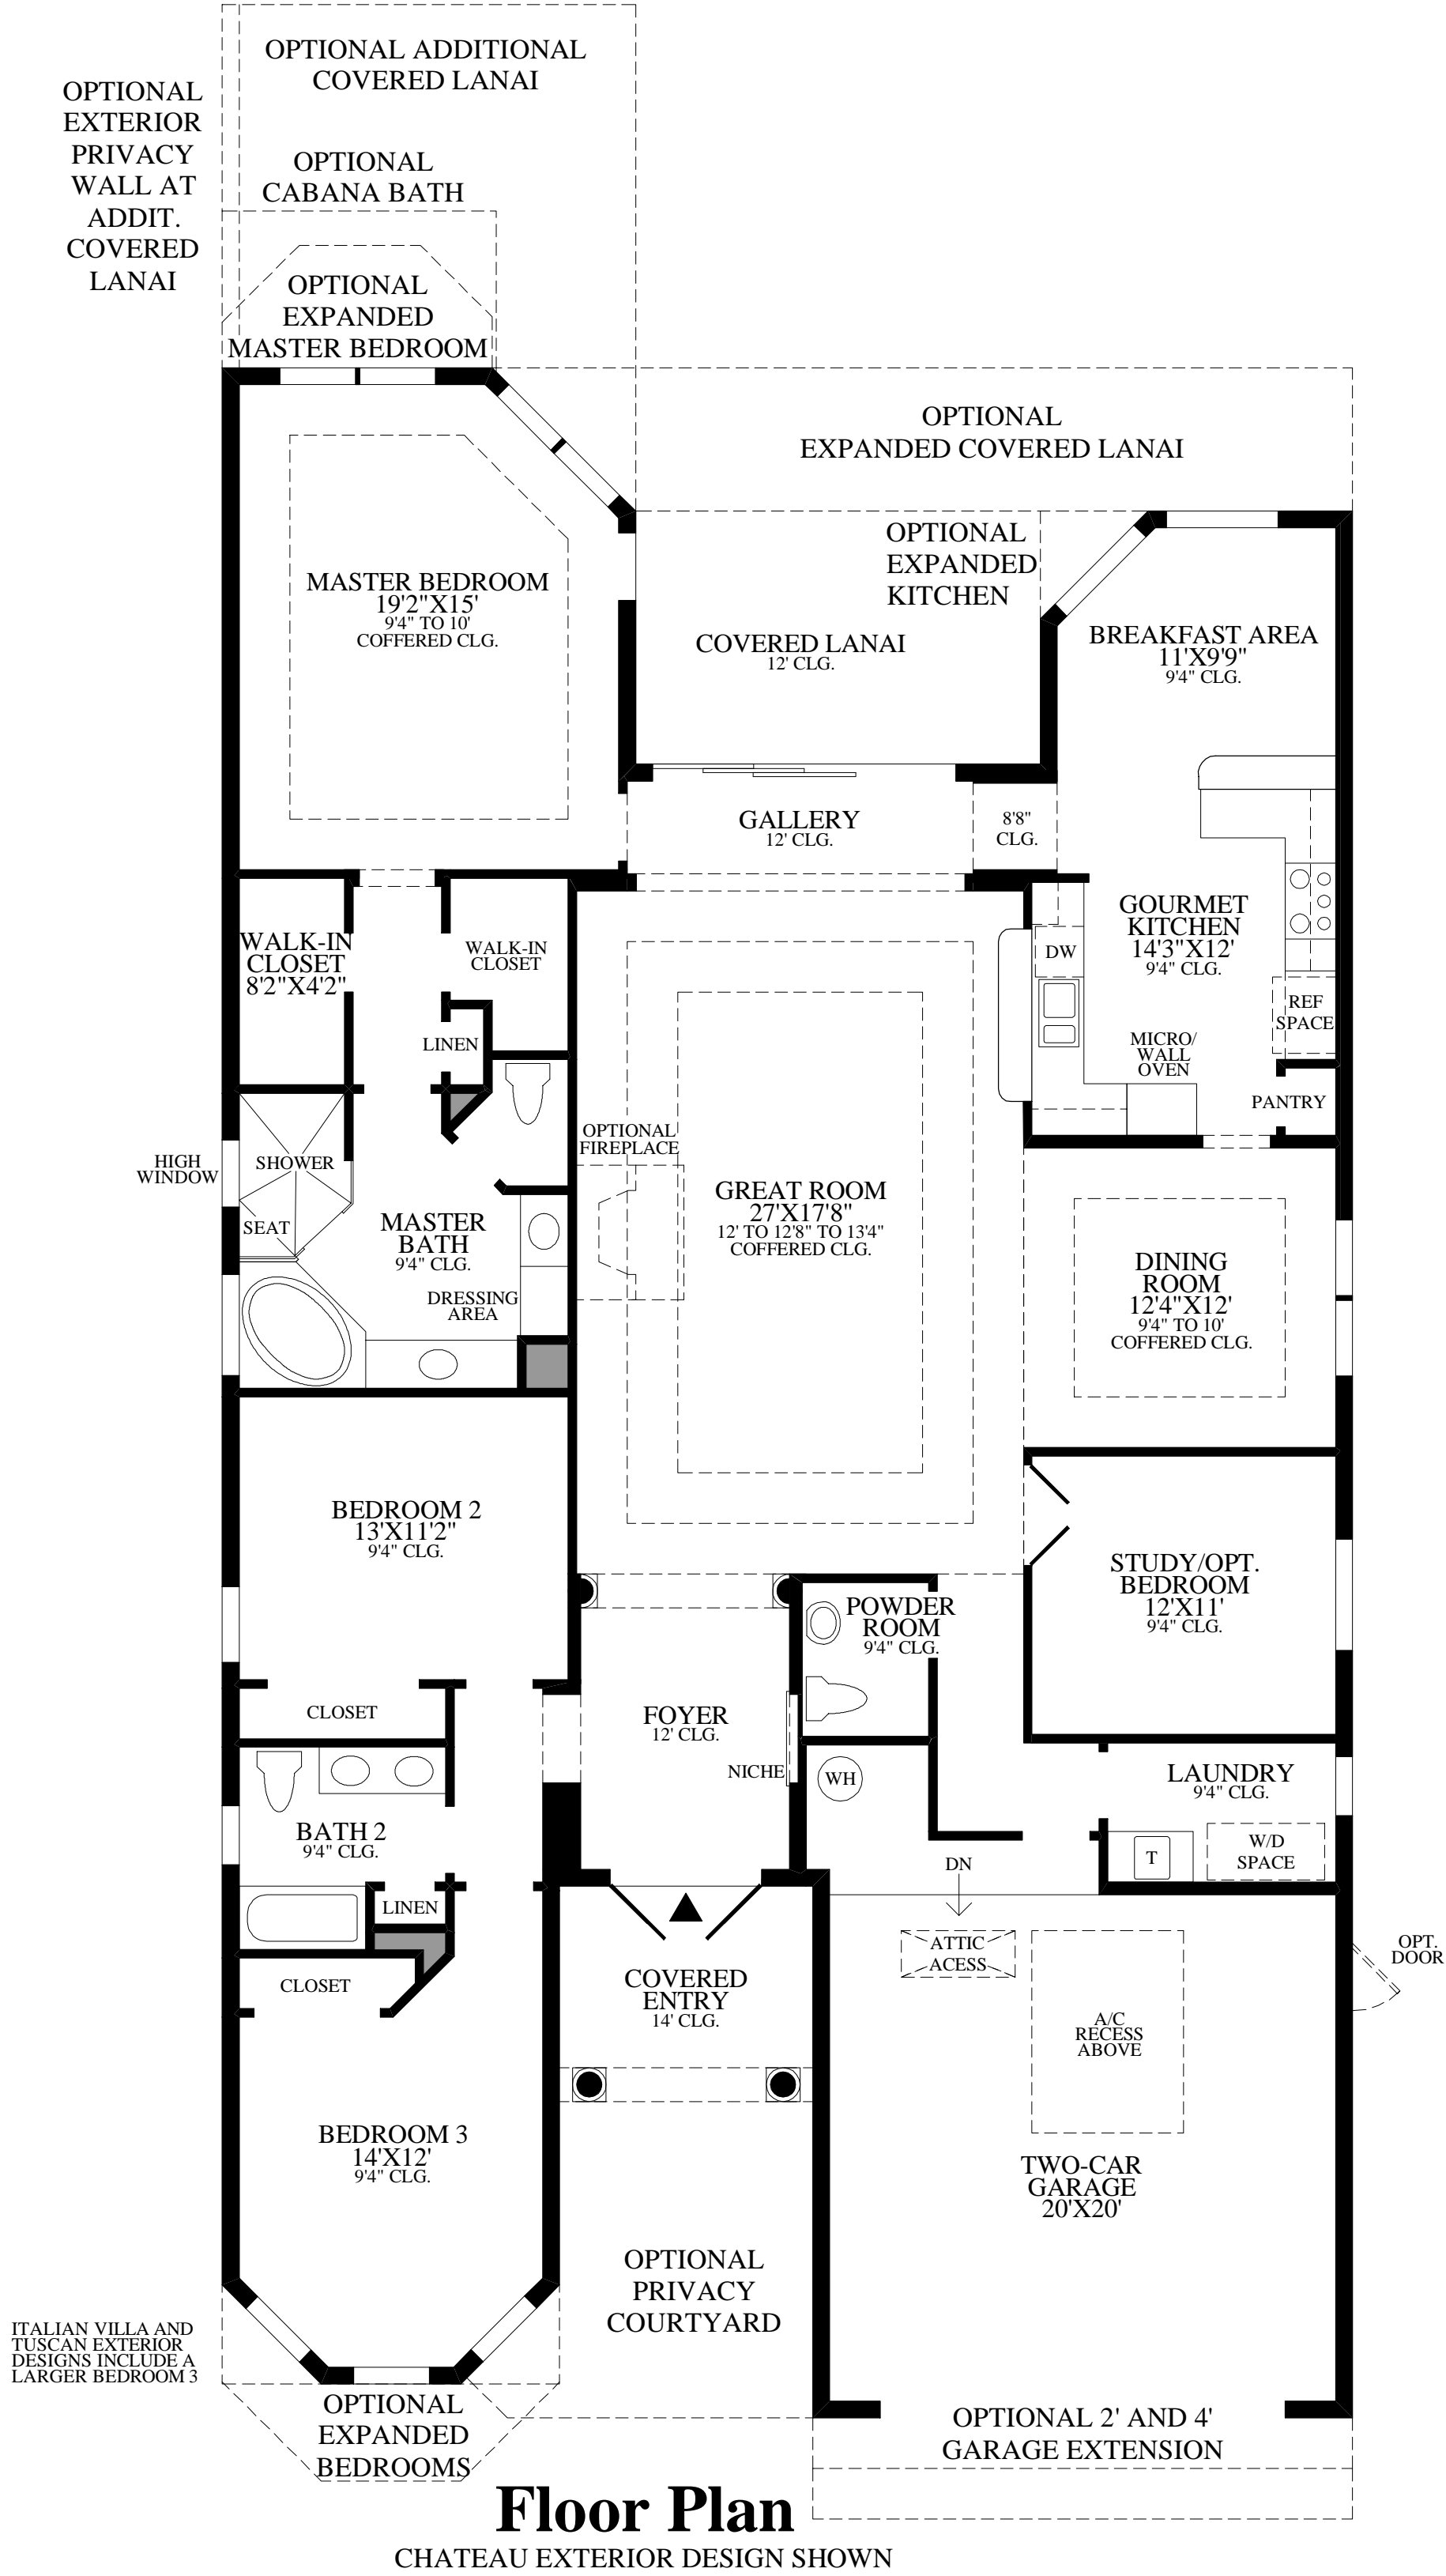 OPTIONAL ADDITIONAL
COVERED LANAI
OPTIONAL
EXTERIOR
PRIVACY
WALL AT
ADDIT.
COVERED
LANAI
OPTIONAL
CABANA BATH
OPTIONAL
EXPANDED
MASTER BEDROOM
OPTIONAL
EXPANDED COVERED LANAI
OPTIONAL
EXPANDED
KITCHEN
MASTER BEDROOM
19'2"X15'
9'4" TO 10'
COFFERED CLG.
COVERED LANAI
12' CLG.
BREAKFAST AREA
11'X9'9"
9'4" CLG.
GALLERY
12' CLG.
8'8"
CLG.
WALK-IN
CLOSET
8'2"X4'2"
WALK-IN
CLOSET
LINEN
GOURMET
KITCHEN
14'3"X12'
9'4" CLG.
DW
REF
SPACE
MICRO/
WALL
OVEN
PANTRY
HIGH
WINDOW
SHOWER
SEAT
MASTER
BATH
9'4" CLG.
DRESSING
AREA
OPTIONAL
FIREPLACE
GREAT ROOM
27'X17'8"
12' TO 12'8" TO 13'4"
COFFERED CLG.
DINING
ROOM
12'4"X12'
9'4" TO 10'
COFFERED CLG.
BEDROOM 2
13'X11'2"
9'4" CLG.
STUDY/OPT.
BEDROOM
12'X11'
9'4" CLG.
POWDER
ROOM
9'4" CLG.
CLOSET
FOYER
12' CLG.
NICHE
WH
LAUNDRY
9'4" CLG.
BATH 2
9'4" CLG.
T
W/D
SPACE
DN
LINEN
CLOSET
COVERED
ENTRY
14' CLG.
ATTIC
ACESS
A/C
RECESS
ABOVE
OPT.
DOOR
BEDROOM 3
14'X12'
9'4" CLG.
TWO-CAR
GARAGE
20'X20'
OPTIONAL
PRIVACY
COURTYARD
ITALIAN VILLA AND
TUSCAN EXTERIOR
DESIGNS INCLUDE A
LARGER BEDROOM 3
OPTIONAL
EXPANDED
BEDROOMS
OPTIONAL 2' AND 4'
GARAGE EXTENSION
Floor Plan
CHATEAU EXTERIOR DESIGN SHOWN